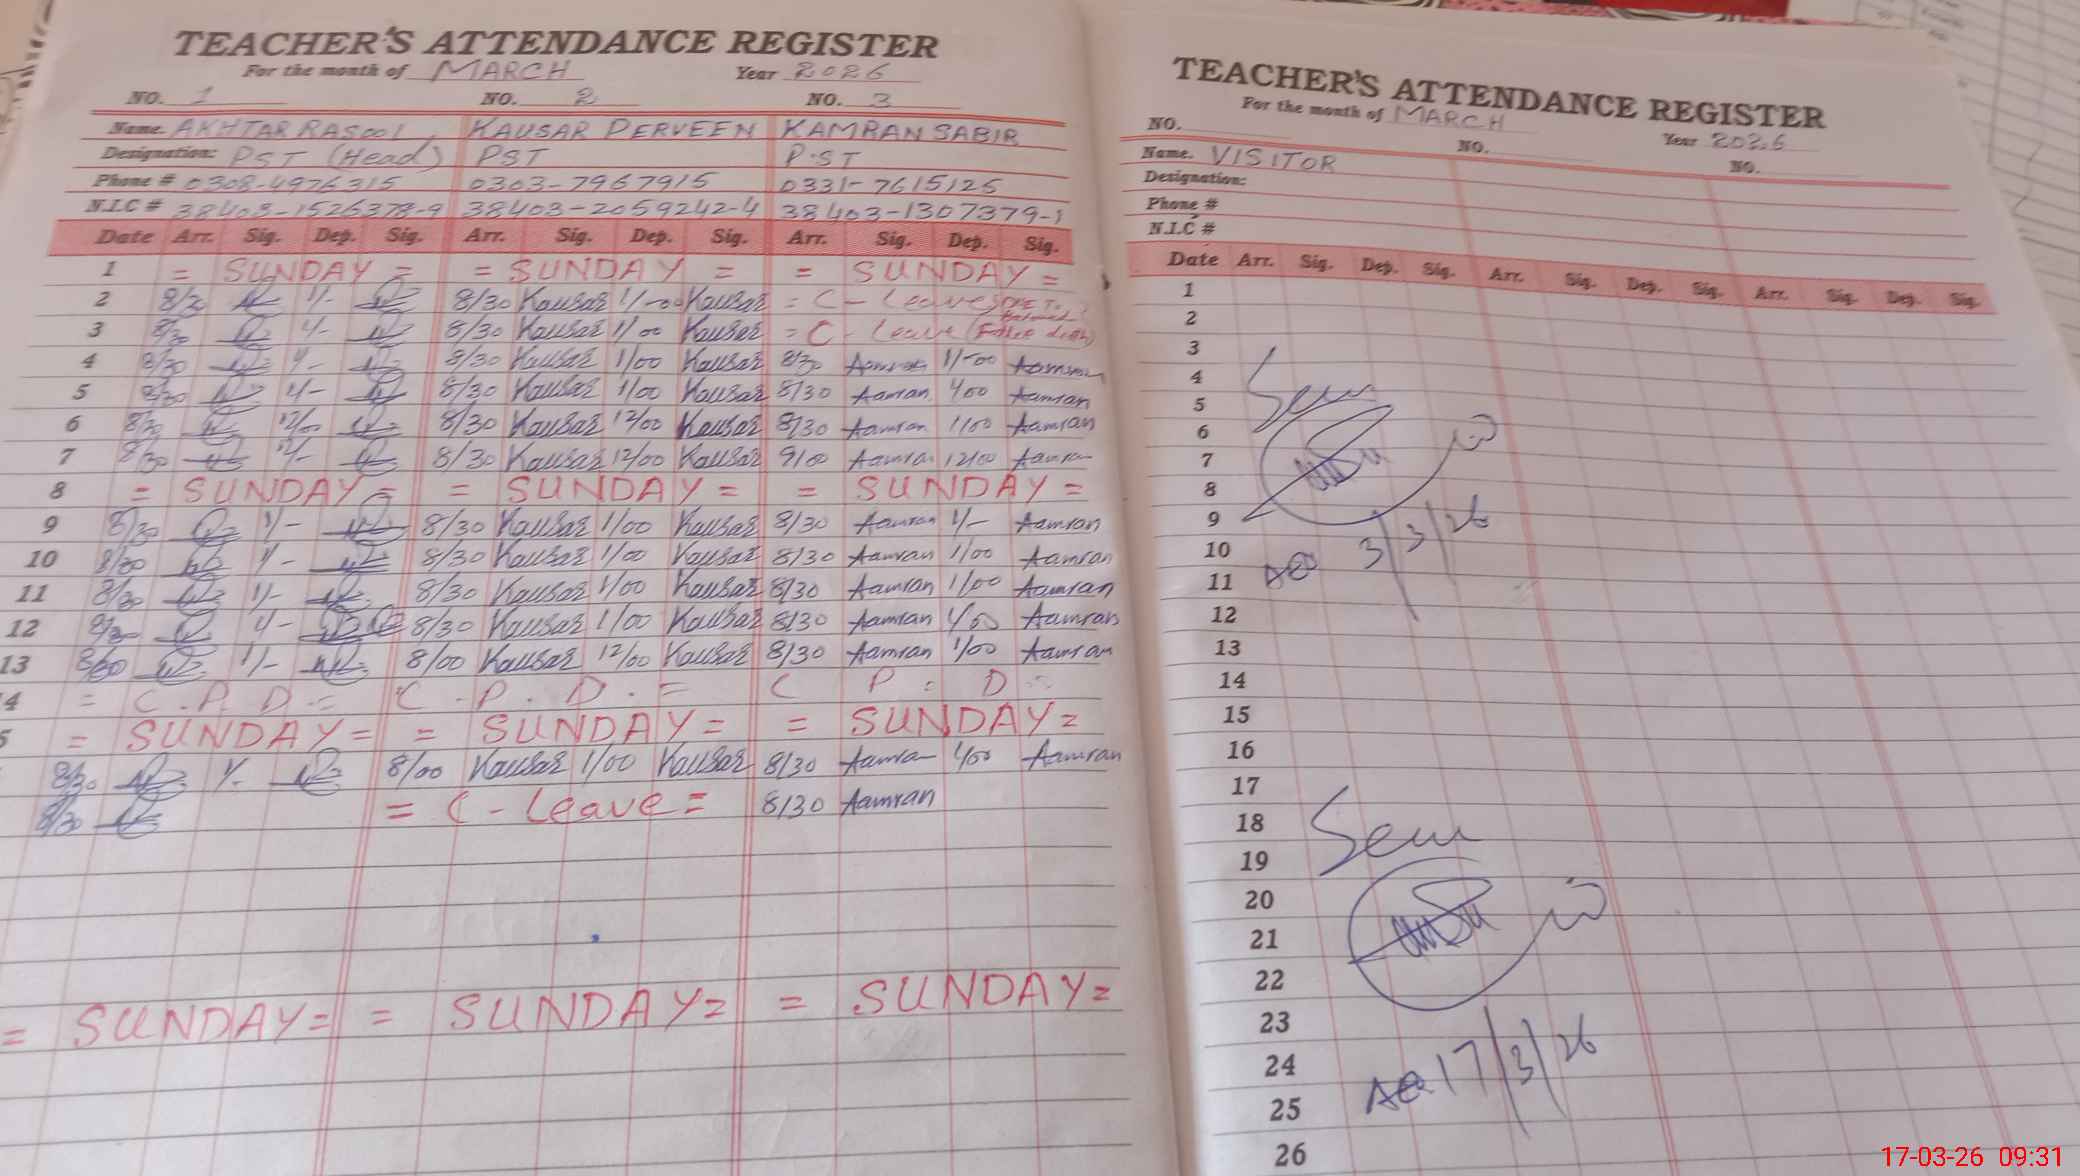 TEACHER'S ATTENDANCE REGISTER
For the month of MARCH Year 2026
NO. 1 NO. 2 NO. 3
Name. AKHTAR RASOOL KAUSAR PERVEEN KAMRAN SABIR
Designation: PST (Head) PST P.ST
Phone # 0308-4976315 0303-7967915 0331-7615125
N.I.C # 38403-1526378-9 38403-2059242-4 38403-1307379-1
Date Arr. Sig. Dep. Sig. Arr. Sig. Dep. Sig. Arr. Sig. Dep. Sig.
1 = SUNDAY = = SUNDAY = = SUNDAY =
2 8/30 1/- 8/30 Kausar 1/-00 Kausar = C - Leave
3 8/30 1/- 8/30 Kausar 1/00 Kausar = C - Leave
4 8/30 1/- 8/30 Kausar 1/00 Kausar 8/30 Aamran 1/-00 Aamran
5 8/30 1/- 8/30 Kausar 1/00 Kausar 8/30 Aamran 1/00 Aamran
6 8/30 12/00 8/30 Kausar 12/00 Kausar 8/30 Aamran 1/00 Aamran
7 8/30 12/- 8/30 Kausar 12/00 Kausar 9/00 Aamran 12/00 Aamran
8 = SUNDAY = = SUNDAY = = SUNDAY =
9 8/30 1/- 8/30 Kausar 1/00 Kausar 8/30 Aamran 1/- Aamran
10 8/30 1/- 8/30 Kausar 1/00 Kausar 8/30 Aamran 1/00 Aamran
11 8/30 1/- 8/30 Kausar 1/00 Kausar 8/30 Aamran 1/00 Aamran
12 8/30 1/- 8/30 Kausar 1/00 Kausar 8/30 Aamran 1/00 Aamran
13 8/00 1/- 8/00 Kausar 12/00 Kausar 8/30 Aamran 1/00 Aamran
4 = C.P.D = C.P.D. = C P = D =
5 = SUNDAY = = SUNDAY = = SUNDAY =
8/30 1/- 8/00 Kausar 1/00 Kausar 8/30 Aamran 1/00 Aamran
8/30 = C - Leave = 8/30 Aamran
= SUNDAY = = SUNDAY = = SUNDAY =
TEACHER'S ATTENDANCE REGISTER
For the month of MARCH Year 2026
NO. NO. NO.
Name. VISITOR
Designation:
Phone #
N.I.C #
Date Arr. Sig. Dep. Sig. Arr. Sig. Dep. Sig. Arr. Sig. Dep. Sig.
1
2
3
4
5
6
7
8
9
10
11
AEO 3/3/26
12
13
14
15
16
17
18
19
20
21
22
23
24
25
17/3/26
26
17-03-26 09:31